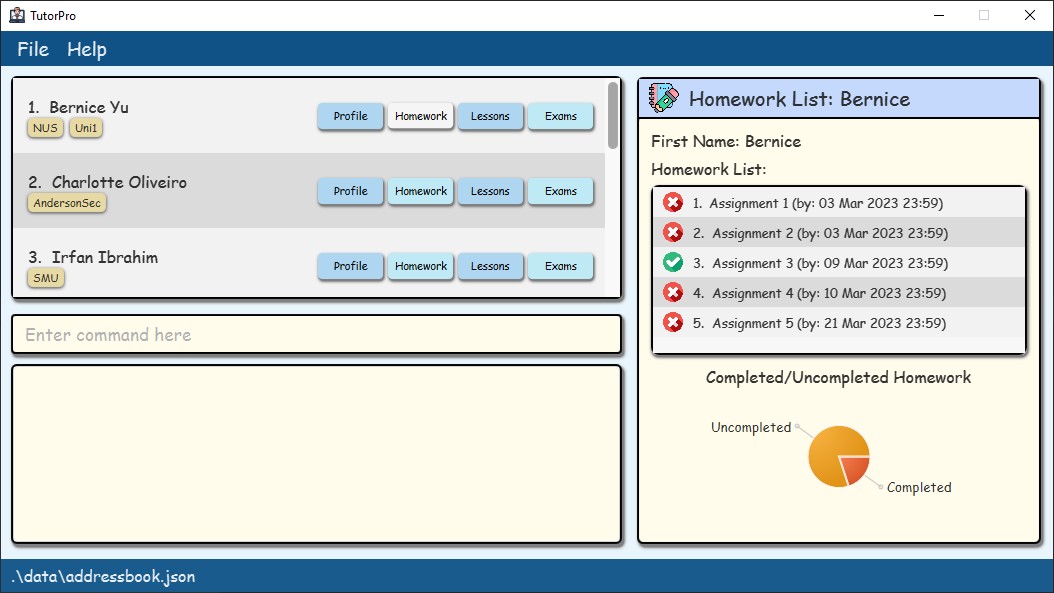 TutorPro
File Help
1. Bernice Yu
NUS Uni1
Profile Homework Lessons Exams
2. Charlotte Oliveiro
AndersonSec
Profile Homework Lessons Exams
3. Irfan Ibrahim
SMU
Profile Homework Lessons Exams
Enter command here
Homework List: Bernice
First Name: Bernice
Homework List:
1. Assignment 1 (by: 03 Mar 2023 23:59)
2. Assignment 2 (by: 03 Mar 2023 23:59)
3. Assignment 3 (by: 09 Mar 2023 23:59)
4. Assignment 4 (by: 10 Mar 2023 23:59)
5. Assignment 5 (by: 21 Mar 2023 23:59)
Completed/Uncompleted Homework
Uncompleted
Completed
.\data\addressbook.json